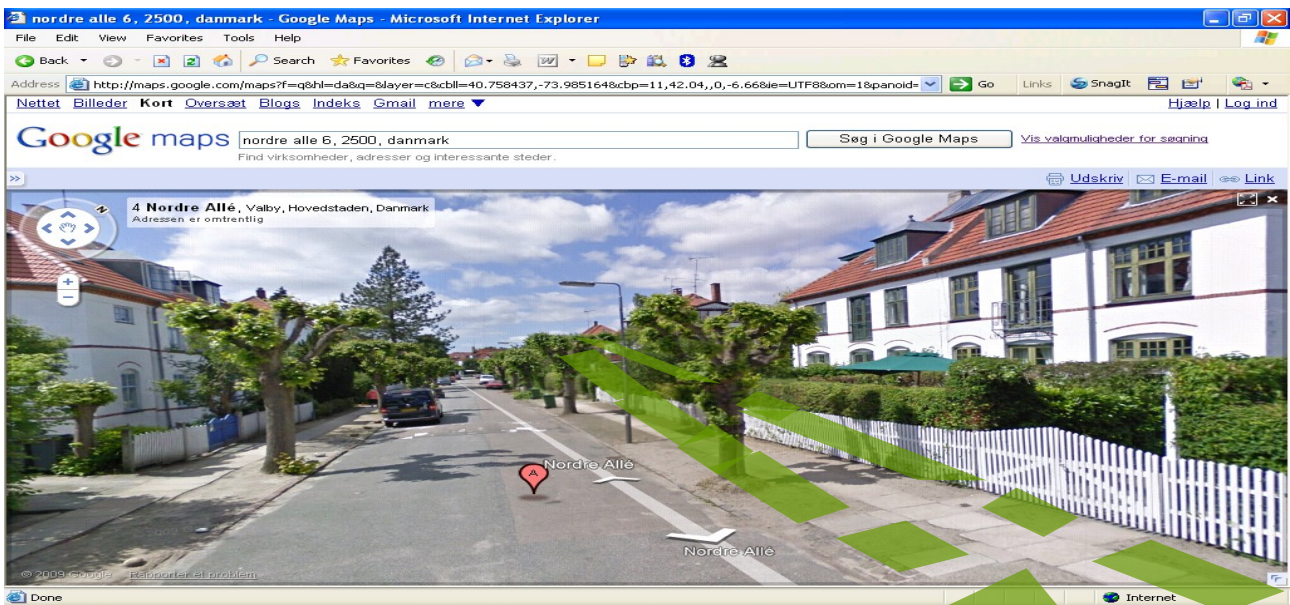 nordre alle 6, 2500, danmark - Google Maps - Microsoft Internet Explorer
File Edit View Favorites Tools Help
Back Search Favorites
Address http://maps.google.com/maps?f=q&hl=da&q=&layer=c&cbll=40.758437,-73.985164&cbp=11,42.04,,0,-6.66&ie=UTF8&om=1&panoid= Go Links SnagIt
Nettet Billeder Kort Oversæt Blogs Indeks Gmail mere ▼ Hjælp | Log ind
Google maps nordre alle 6, 2500, danmark Søg i Google Maps Vis valgmuligheder for søgning
Find virksomheder, adresser og interessante steder.
» Udskriv E-mail Link
4 Nordre Allé, Valby, Hovedstaden, Danmark
Adressen er omtrentlig
A
Nordre Allé
Nordre Allé
© 2009 Google Rapporter et problem
Done Internet